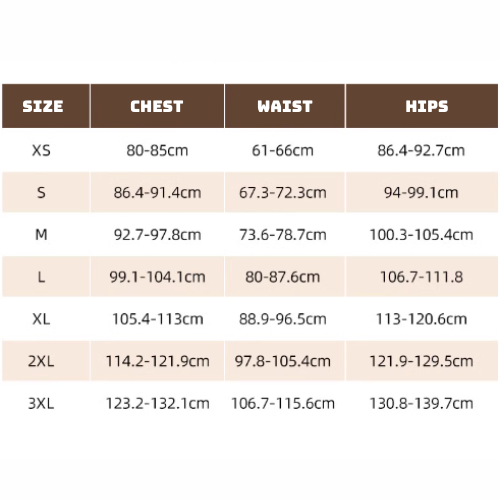 SIZE CHEST WAIST HIPS
XS 80-85cm 61-66cm 86.4-92.7cm
S 86.4-91.4cm 67.3-72.3cm 94-99.1cm
M 92.7-97.8cm 73.6-78.7cm 100.3-105.4cm
L 99.1-104.1cm 80-87.6cm 106.7-111.8
XL 105.4-113cm 88.9-96.5cm 113-120.6cm
2XL 114.2-121.9cm 97.8-105.4cm 121.9-129.5cm
3XL 123.2-132.1cm 106.7-115.6cm 130.8-139.7cm